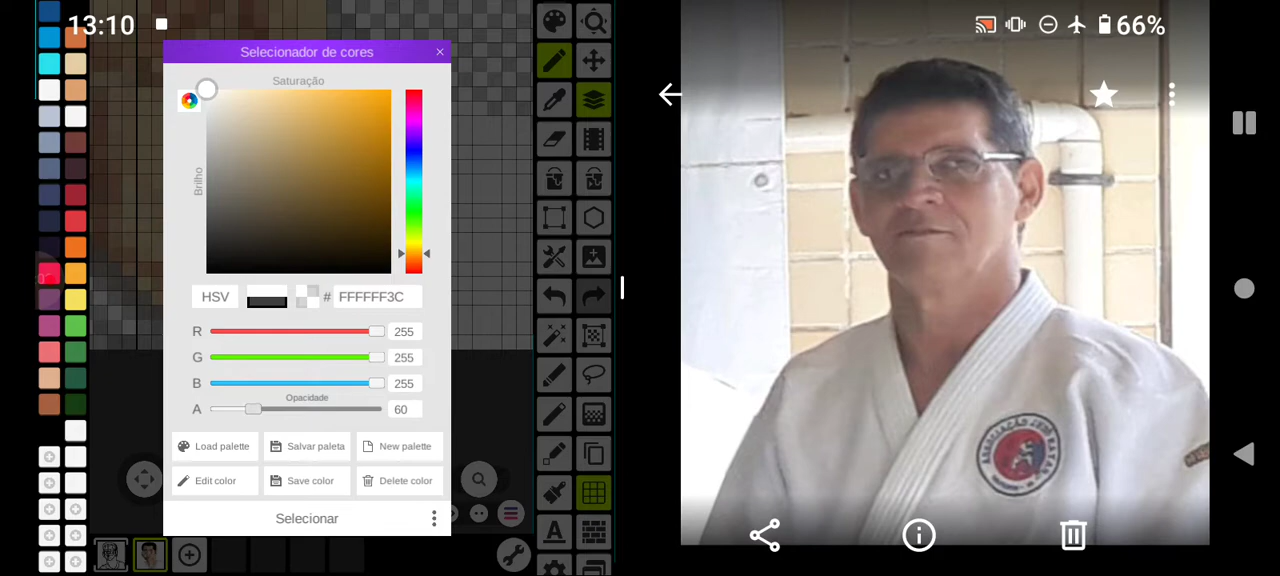 13:10
66%
Selecionador de cores
×
Saturação
Brilho
HSV
# FFFFFF3C
R 255
G 255
B 255
Opacidade
A 60
Load palette
Salvar paleta
New palette
Edit color
Save color
Delete color
Selecionar
A
ASSOCIAÇÃO